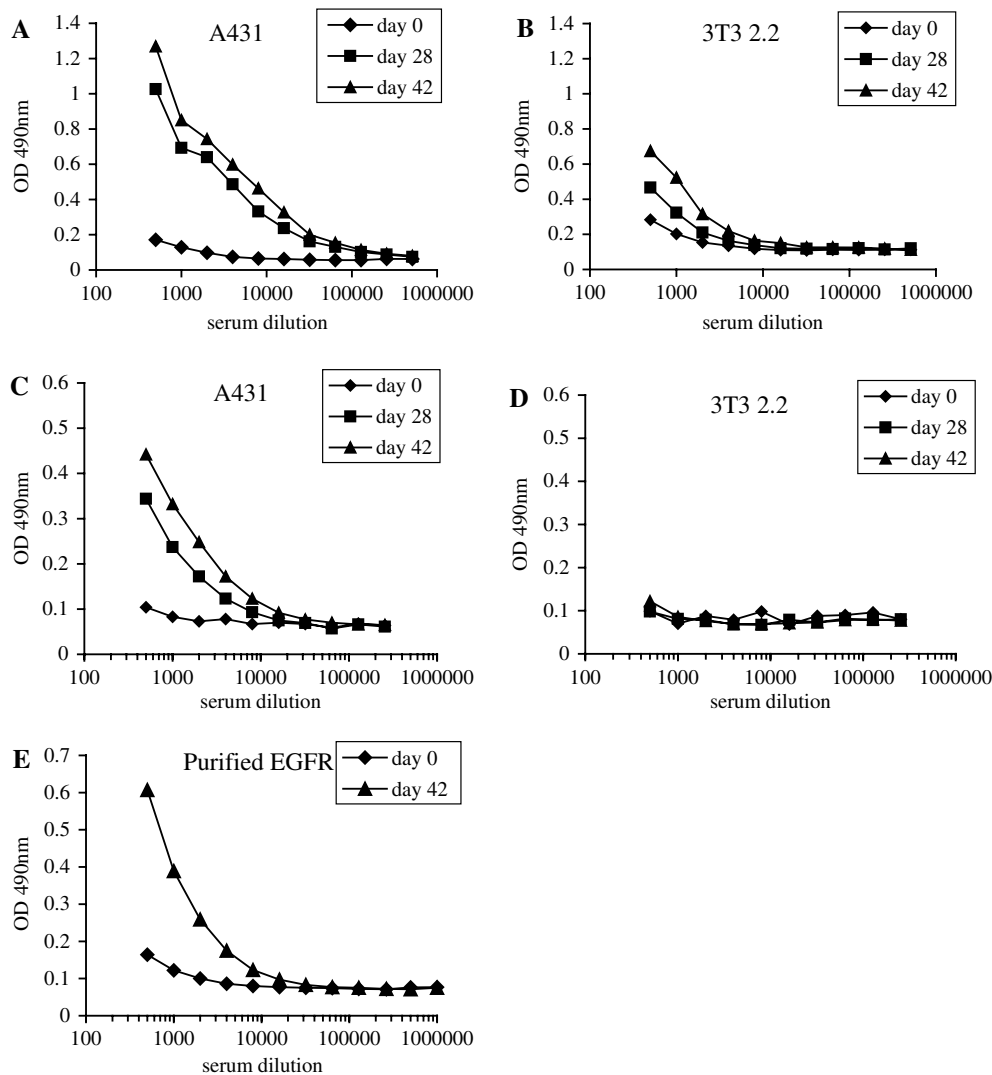 A
A431
day 0
day 28
day 42
OD 490nm
1.4
1.2
1
0.8
0.6
0.4
0.2
0
100 1000 10000 100000 1000000
serum dilution
B
3T3 2.2
day 0
day 28
day 42
OD 490nm
1.4
1.2
1
0.8
0.6
0.4
0.2
0
100 1000 10000 100000 1000000
serum dilution
C
A431
day 0
day 28
day 42
OD 490nm
0.6
0.5
0.4
0.3
0.2
0.1
0
100 1000 10000 100000 1000000
serum dilution
D
3T3 2.2
day 0
day 28
day 42
OD 490nm
0.6
0.5
0.4
0.3
0.2
0.1
0
100 1000 10000 100000 1000000
serum dilution
E
Purified EGFR
day 0
day 42
OD 490nm
0.7
0.6
0.5
0.4
0.3
0.2
0.1
0
100 1000 10000 100000 1000000
serum dilution